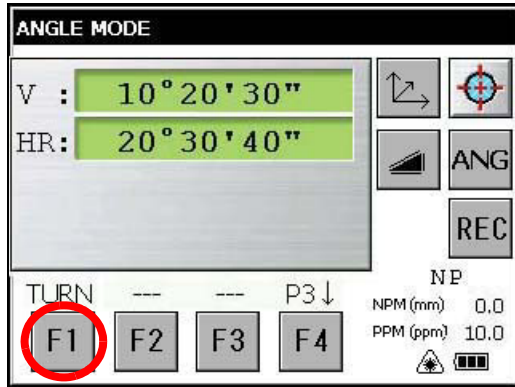 ANGLE MODE
V : 10°20'30"
HR: 20°30'40"
ANG
REC
NP
TURN --- --- P3↓
NPM (mm) 0.0
F1 F2 F3 F4
PPM (ppm) 10.0